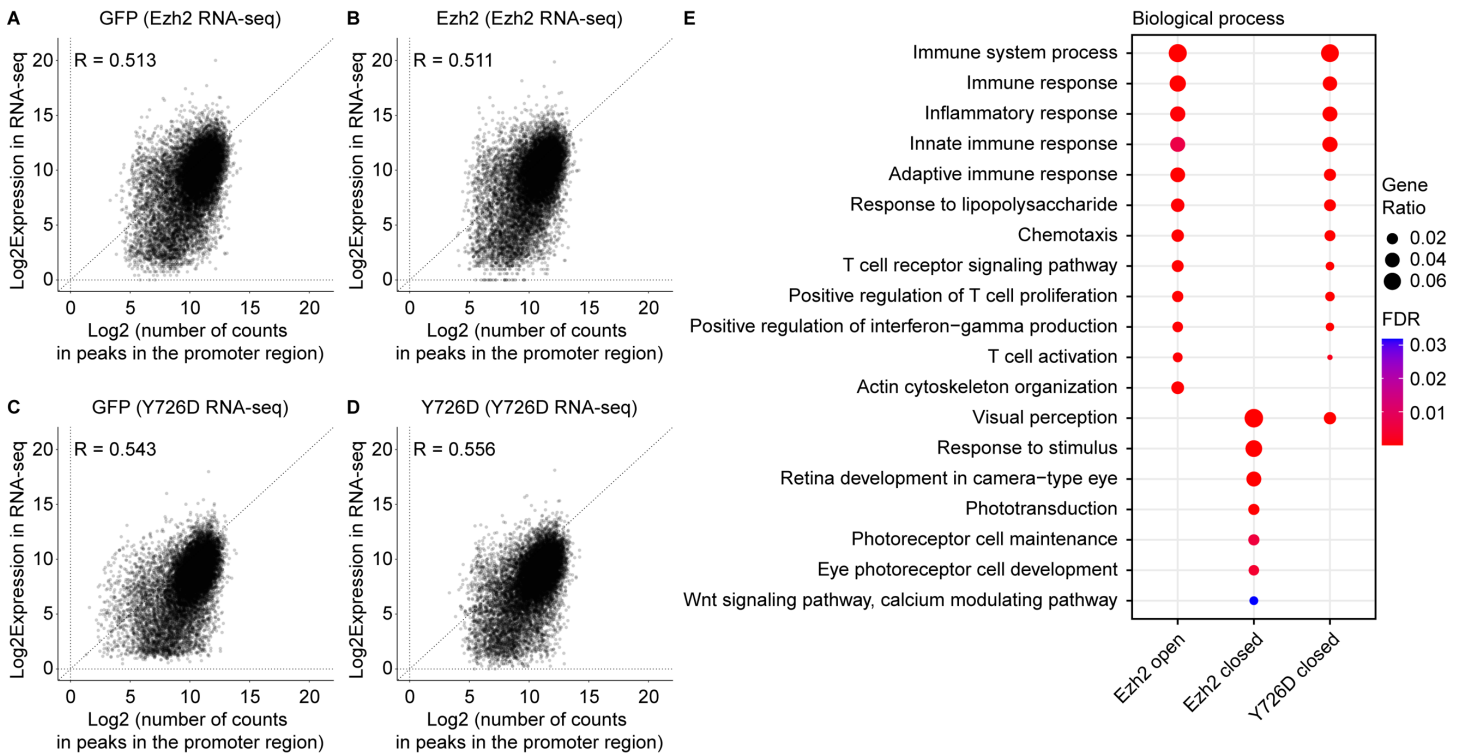 A
GFP (Ezh2 RNA-seq)
R = 0.513
20
15
10
5
0
Log2Expression in RNA-seq
0 5 10 15 20
Log2 (number of counts
in peaks in the promoter region)
B
Ezh2 (Ezh2 RNA-seq)
R = 0.511
20
15
10
5
0
Log2Expression in RNA-seq
0 5 10 15 20
Log2 (number of counts
in peaks in the promoter region)
C
GFP (Y726D RNA-seq)
R = 0.543
20
15
10
5
0
Log2Expression in RNA-seq
0 5 10 15 20
Log2 (number of counts
in peaks in the promoter region)
D
Y726D (Y726D RNA-seq)
R = 0.556
20
15
10
5
0
Log2Expression in RNA-seq
0 5 10 15 20
Log2 (number of counts
in peaks in the promoter region)
E
Biological process
Immune system process
Immune response
Inflammatory response
Innate immune response
Adaptive immune response
Response to lipopolysaccharide
Chemotaxis
T cell receptor signaling pathway
Positive regulation of T cell proliferation
Positive regulation of interferon−gamma production
T cell activation
Actin cytoskeleton organization
Visual perception
Response to stimulus
Retina development in camera−type eye
Phototransduction
Photoreceptor cell maintenance
Eye photoreceptor cell development
Wnt signaling pathway, calcium modulating pathway
Ezh2 open
Ezh2 closed
Y726D closed
Gene
Ratio
0.02
0.04
0.06
FDR
0.03
0.02
0.01